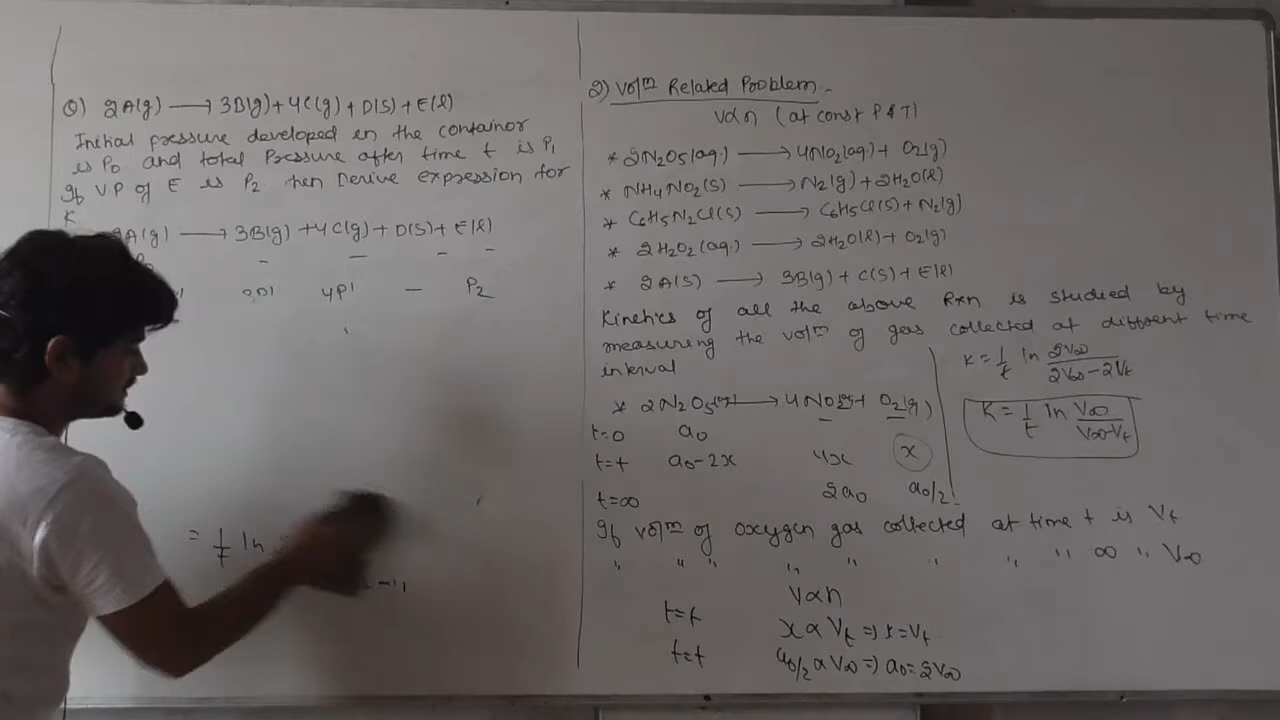 Q) 2A(g) → 3B(g) + 4C(g) + D(s) + E(l)
Initial pressure developed in the container
is P0 and total Pressure after time t is P1
If VP of E is P2 then Derive expression for
K.
2A(g) → 3B(g) + 4C(g) + D(s) + E(l)
- - - -
4P' - P2
= 1/t ln
2) Vol^m Related Problem -
V∝n (at const P & T)
* 2N2O5(aq.) → 4NO2(aq) + O2(g)
* NH4NO2(s) → N2(g) + 2H2O(l)
* C6H5N2Cl(s) → C6H5Cl(s) + N2(g)
* 2H2O2(aq.) → 2H2O(l) + O2(g)
* 2A(s) → 3B(g) + C(s) + E(l)
Kinetics of all the above Rxn is studied by
measuring the vol^m of gas collected at different time
interval
* 2N2O5 → 4NO2 + O2(g)
t=0 a0
t=t a0-2x 4x x
t=∞ 2a0 a0/2
K = 1/t ln 2V∞/2V∞-2Vt
K = 1/t ln V∞/V∞-Vt
If vol^m of oxygen gas collected at time t is Vt
" " " " " " " " ∞ " V∞
V∝n
t=t x ∝ Vt ⇒ x=Vt
t=t a0/2 ∝ V∞ ⇒ a0=2V∞